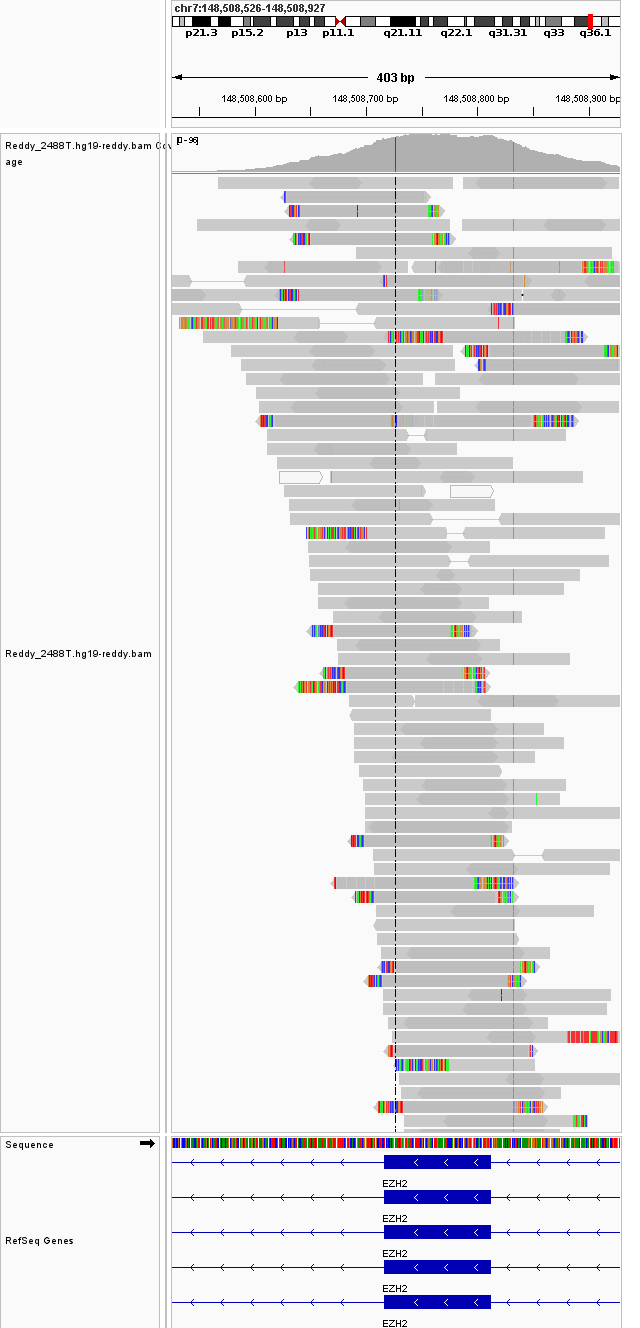 chr7:148,508,526-148,508,927
p21.3 p15.2 p13 p11.1 q21.11 q22.1 q31.31 q33 q36.1
403 bp
148,508,600 bp 148,508,700 bp 148,508,800 bp 148,508,900 bp
[0-96]
Reddy_2488T.hg19-reddy.bam Cov
age
Reddy_2488T.hg19-reddy.bam
Sequence
EZH2
EZH2
RefSeq Genes
EZH2
EZH2
EZH2